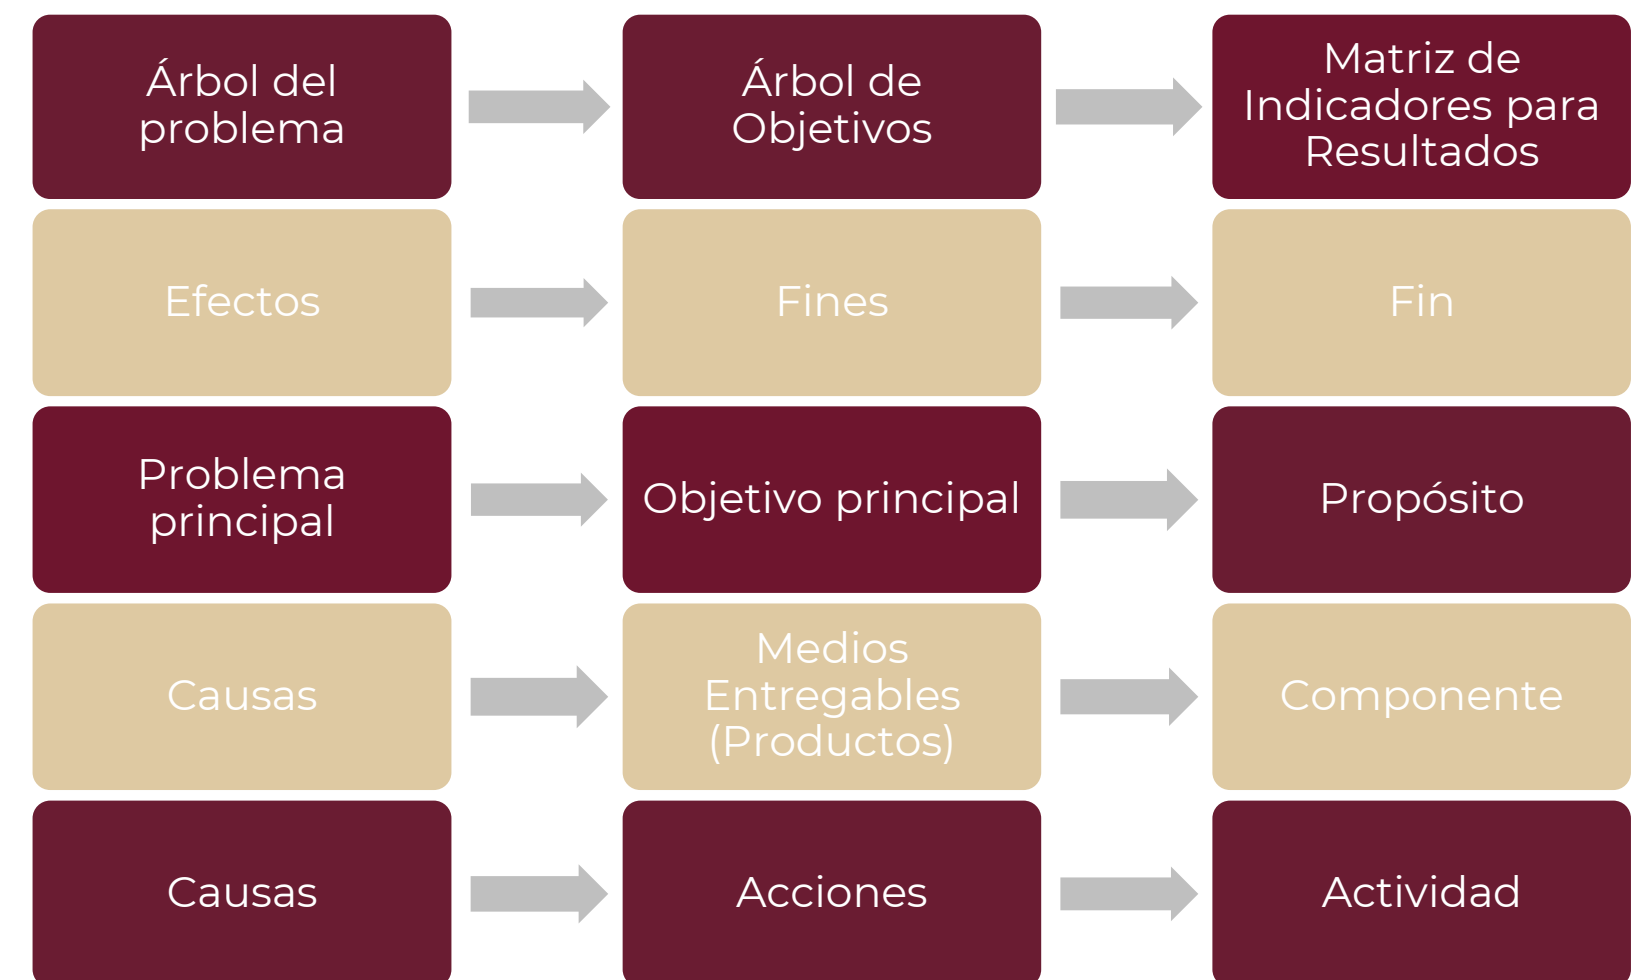 Árbol del
problema
Árbol de
Objetivos
Matriz de
Indicadores para
Resultados
Efectos
Fines
Fin
Problema
principal
Objetivo principal
Propósito
Causas
Medios
Entregables
(Productos)
Componente
Causas
Acciones
Actividad